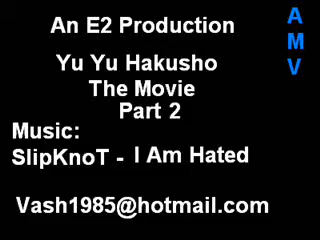 An E2 Production
Yu Yu Hakusho
The Movie
Part 2
Music:
SlipKnoT - I Am Hated
Vash1985@hotmail.com
A
M
V